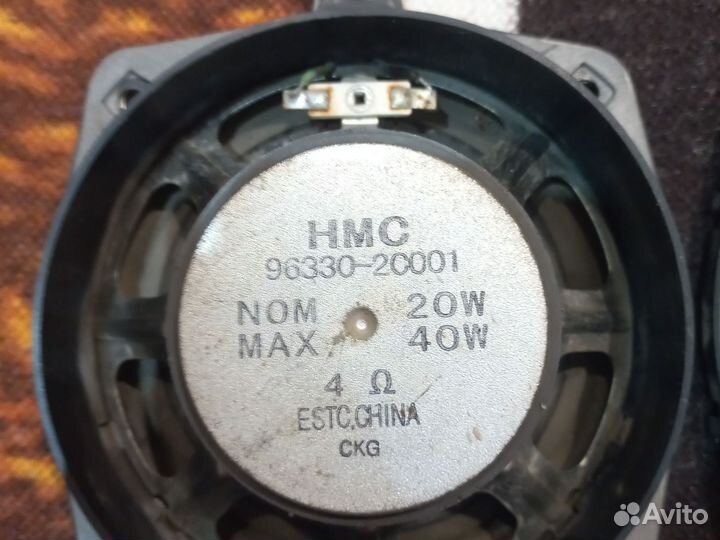 HMC
96330-2C001
NOM 20W
MAX 40W
4 Ω
ESTC,CHINA
CKG
Avito